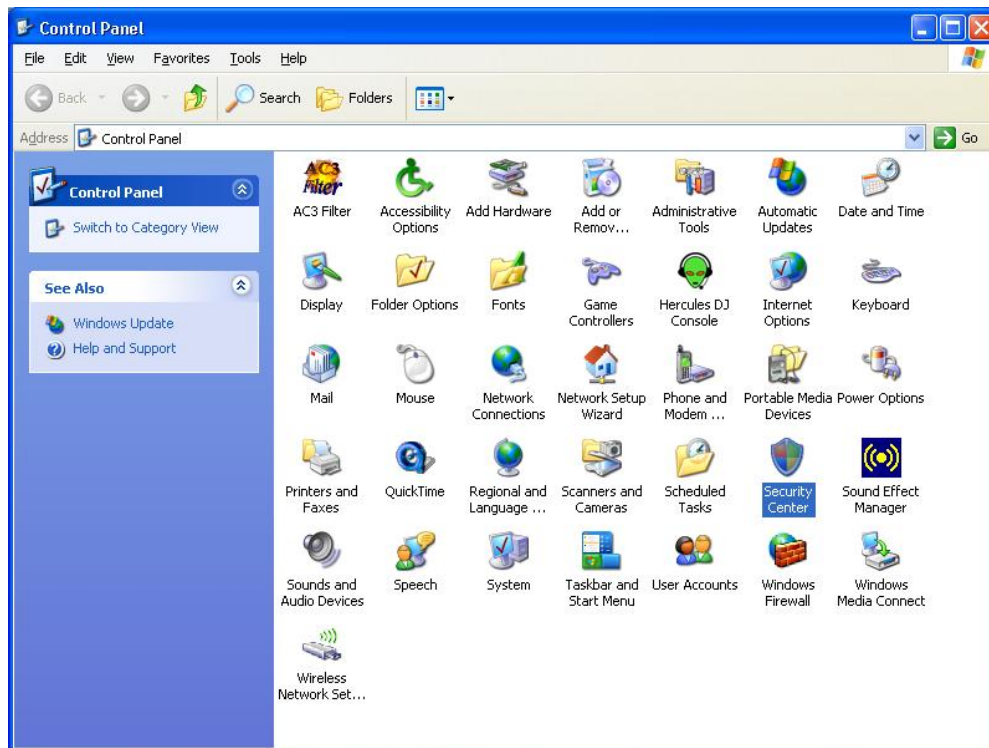 Control Panel
File Edit View Favorites Tools Help
Back Search Folders
Address Control Panel Go
Control Panel
Switch to Category View
See Also
Windows Update
Help and Support
AC3 Filter Accessibility Add Hardware Add or Administrative Automatic Date and Time
Options Remov... Tools Updates
Display Folder Options Fonts Game Hercules DJ Internet Keyboard
Controllers Console Options
Mail Mouse Network Network Setup Phone and Portable Media Power Options
Connections Wizard Modem ... Devices
Printers and QuickTime Regional and Scanners and Scheduled Security Sound Effect
Faxes Language ... Cameras Tasks Center Manager
Sounds and Speech System Taskbar and User Accounts Windows Windows
Audio Devices Start Menu Firewall Media Connect
Wireless
Network Set...
AC3
Filter